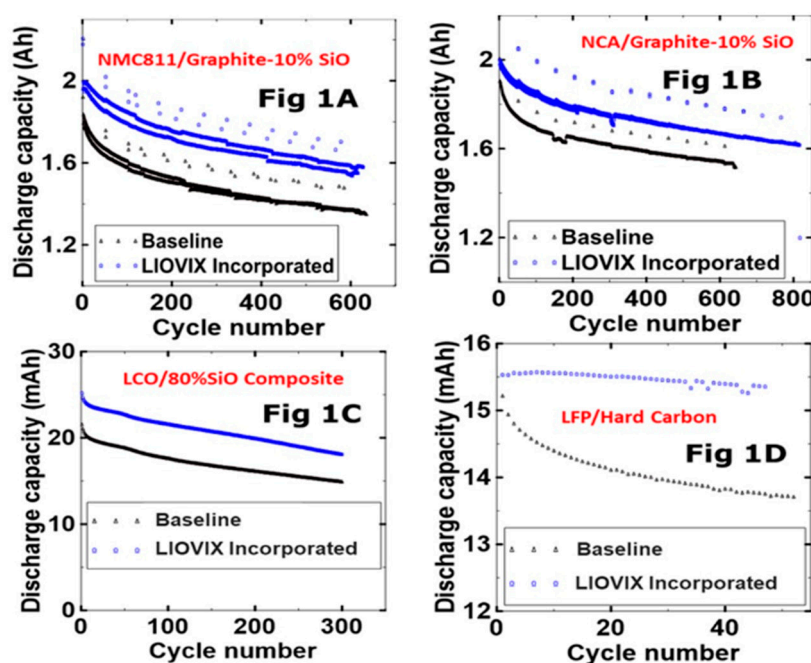 Discharge capacity (Ah)
2
1.6
1.2
NMC811/Graphite-10% SiO
Fig 1A
Baseline
LIOVIX Incorporated
0
200
400
600
Cycle number
Discharge capacity (Ah)
2.4
2
1.6
1.2
NCA/Graphite-10% SiO
Fig 1B
Baseline
LIOVIX Incorporated
0
200
400
600
800
Cycle number
Discharge capacity (mAh)
30
20
10
0
LCO/80%SiO Composite
Fig 1C
Baseline
LIOVIX Incorporated
0
100
200
300
Cycle number
Discharge capacity (mAh)
16
15
14
13
12
LFP/Hard Carbon
Fig 1D
Baseline
LIOVIX Incorporated
0
20
40
Cycle number